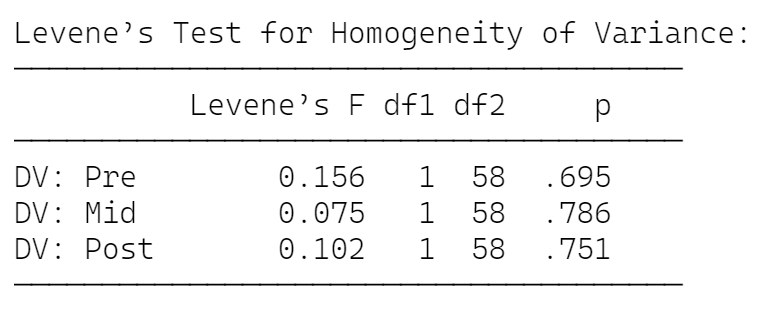 Levene’s Test for Homogeneity of Variance:
Levene’s F df1 df2 p
DV: Pre 0.156 1 58 .695
DV: Mid 0.075 1 58 .786
DV: Post 0.102 1 58 .751